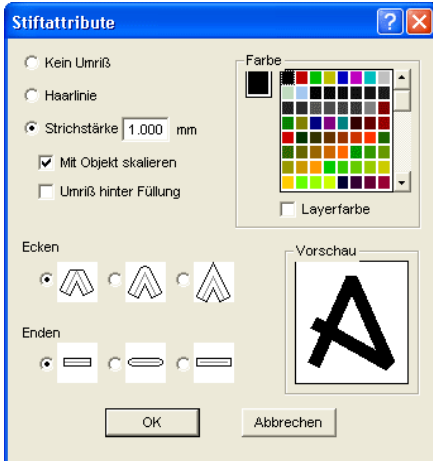 Stiftattribute
Kein Umriß
Haarlinie
Strichstärke 1.000 mm
Mit Objekt skalieren
Umriß hinter Füllung
Farbe
Layerfarbe
Ecken
Enden
Vorschau
A
OK
Abbrechen